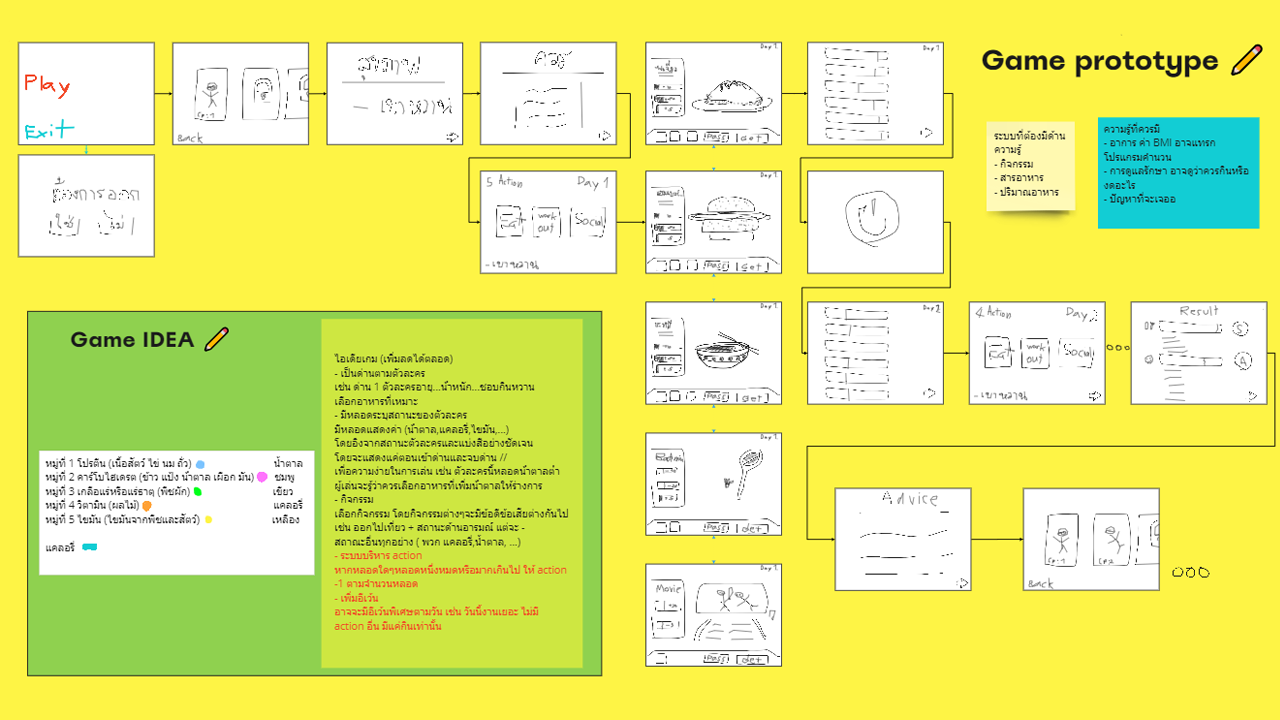 Game prototype
Play
Exit
Back
Day 1
Day 1
ต้องการออก
ใช่ ไม่
5 Action Day 1
Eat work out Social
- เบาหวาน
Day 1
Day 1
Day 2
4 Action Day 2
Eat work out Social
- เบาหวาน
Result
S
A
Day 1
Movie
Day 1
Advice
Back
ระบบที่ต้องมีด้าน
ความรู้
- กิจกรรม
- สารอาหาร
- ปริมาณอาหาร
ความรู้ที่ควรมี
- อาการ ค่า BMI อาจแทรก
โปรแกรมคำนวน
- การดูแลรักษา อาจดูว่าควรกินหรือ
งดอะไร
- ปัญหาที่จะเจออ
Game IDEA
หมู่ที่ 1 โปรตีน (เนื้อสัตว์ ไข่ นม ถั่ว) น้ำตาล
หมู่ที่ 2 คาร์โบไฮเดรต (ข้าว แป้ง น้ำตาล เผือก มัน) ชมพู
หมู่ที่ 3 เกลือแร่หรือแร่ธาตุ (พืชผัก) เขียว
หมู่ที่ 4 วิตามิน (ผลไม้) แคลอรี่
หมู่ที่ 5 ไขมัน (ไขมันจากพืชและสัตว์) เหลือง
แคลอรี่
ไอเดียเกม (เพิ่มลดได้ตลอด)
- เป็นด่านตามตัวละคร
เช่น ด่าน 1 ตัวละครอายุ...น้ำหนัก...ชอบกินหวาน
เลือกอาหารที่เหมาะ
- มีหลอดระบุสถานะของตัวละคร
มีหลอดแสดงค่า (น้ำตาล,แคลอรี่,ไขมัน,...)
โดยอิงจากสถานะตัวละครและแบ่งสีอย่างชัดเจน
โดยจะแสดงแค่ตอนเข้าด่านและจบด่าน //
เพื่อความง่ายในการเล่น เช่น ตัวละครนี้หลอดน้ำตาลต่ำ
ผู้เล่นจะรู้ว่าควรเลือกอาหารที่เพิ่มน้ำตาลให้ร่างการ
- กิจกรรม
เลือกกิจกรรม โดยกิจกรรมต่างๆจะมีข้อดีข้อเสียต่างกันไป
เช่น ออกไปเที่ยว + สถานะด้านอารมณ์ แต่จะ -
สถาณะอื่นทุกอย่าง ( พวก แคลอรี่,น้ำตาล, ...)
- ระบบบริหาร action
หากหลอดใดๆหลอดหนึ่งหมดหรือมากเกินไป ให้ action
-1 ตามจำนวนหลอด
- เพิ่มอีเว้น
อาจจะมีอีเว้นพิเศษตามวัน เช่น วันนี้งานเยอะ ไม่มี
action อื่น มีแค่กินเท่านั้น